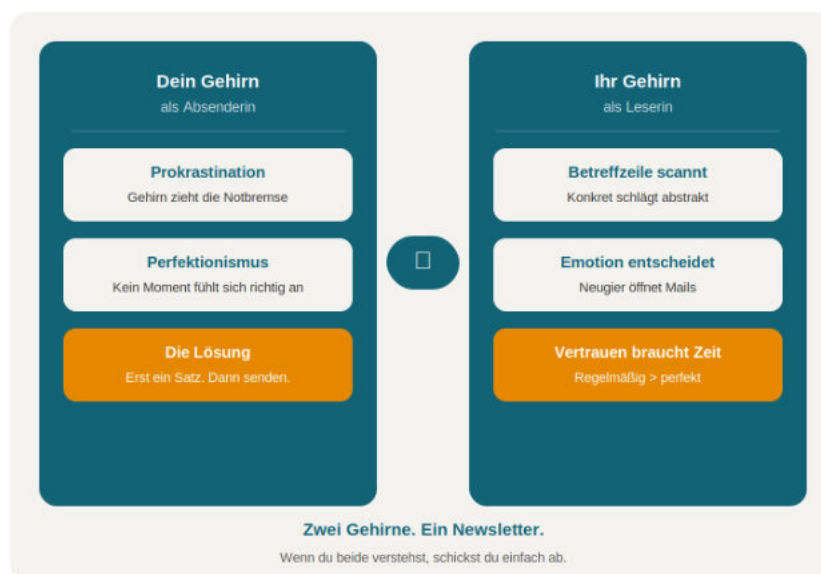 Dein Gehirn
als Absenderin
Prokrastination
Gehirn zieht die Notbremse
Perfektionismus
Kein Moment fühlt sich richtig an
Die Lösung
Erst ein Satz. Dann senden.
Ihr Gehirn
als Leserin
Betreffzeile scannt
Konkret schlägt abstrakt
Emotion entscheidet
Neugier öffnet Mails
Vertrauen braucht Zeit
Regelmäßig > perfekt
Zwei Gehirne. Ein Newsletter.
Wenn du beide verstehst, schickst du einfach ab.